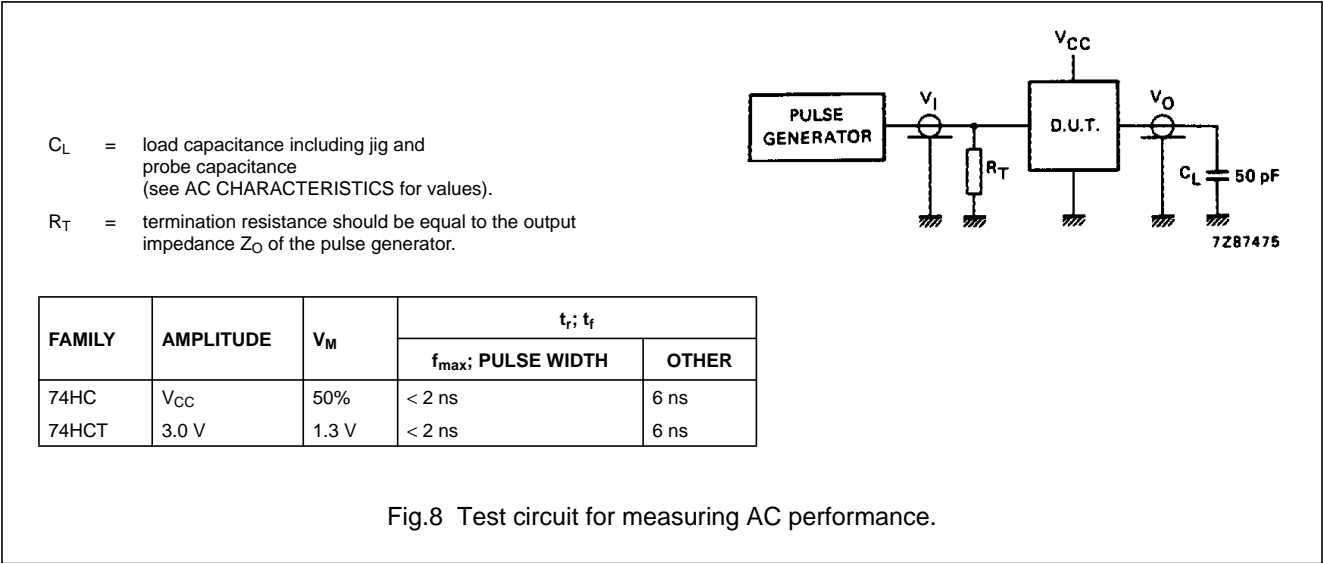 C_L = load capacitance including jig and
probe capacitance
(see AC CHARACTERISTICS for values).
R_T = termination resistance should be equal to the output
impedance Z_O of the pulse generator.
V_CC
PULSE
GENERATOR
V_I
R_T
D.U.T.
V_O
C_L 50 pF
7Z87475
FAMILY AMPLITUDE V_M t_r; t_f
f_max; PULSE WIDTH OTHER
74HC V_CC 50% < 2 ns 6 ns
74HCT 3.0 V 1.3 V < 2 ns 6 ns
Fig.8 Test circuit for measuring AC performance.